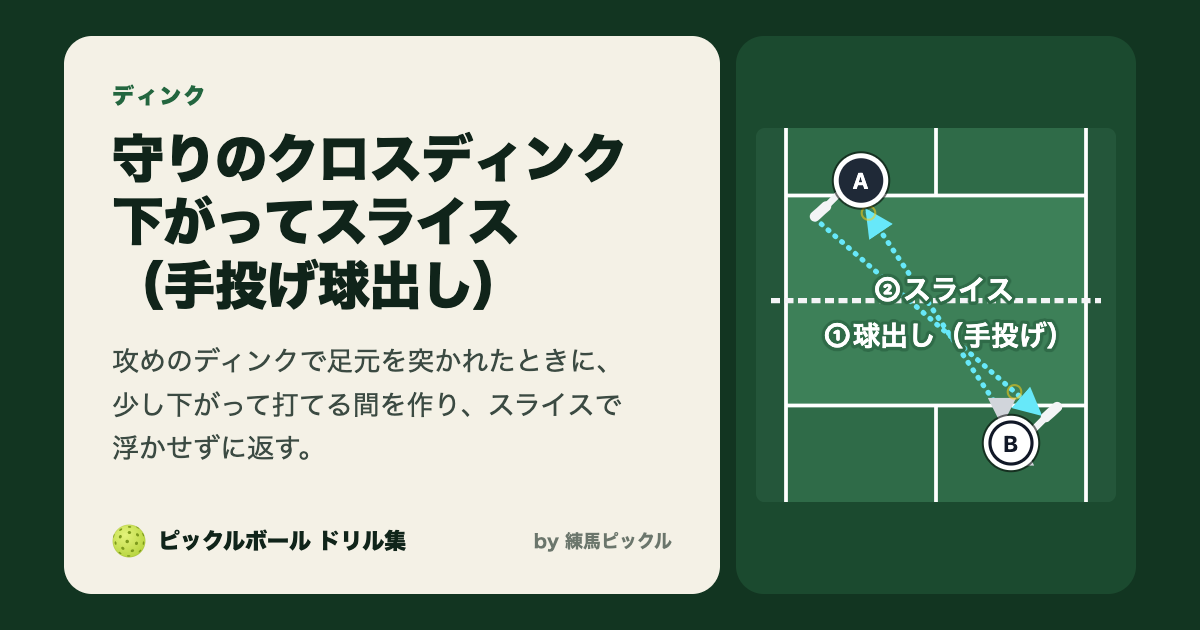 ディンク
守りのクロスディンク
下がってスライス
（手投げ球出し）
攻めのディンクで足元を突かれたときに、
少し下がって打てる間を作り、スライスで
浮かせずに返す。
ピックルボール ドリル集
by 練馬ピックル
A
②スライス
①球出し（手投げ）
B